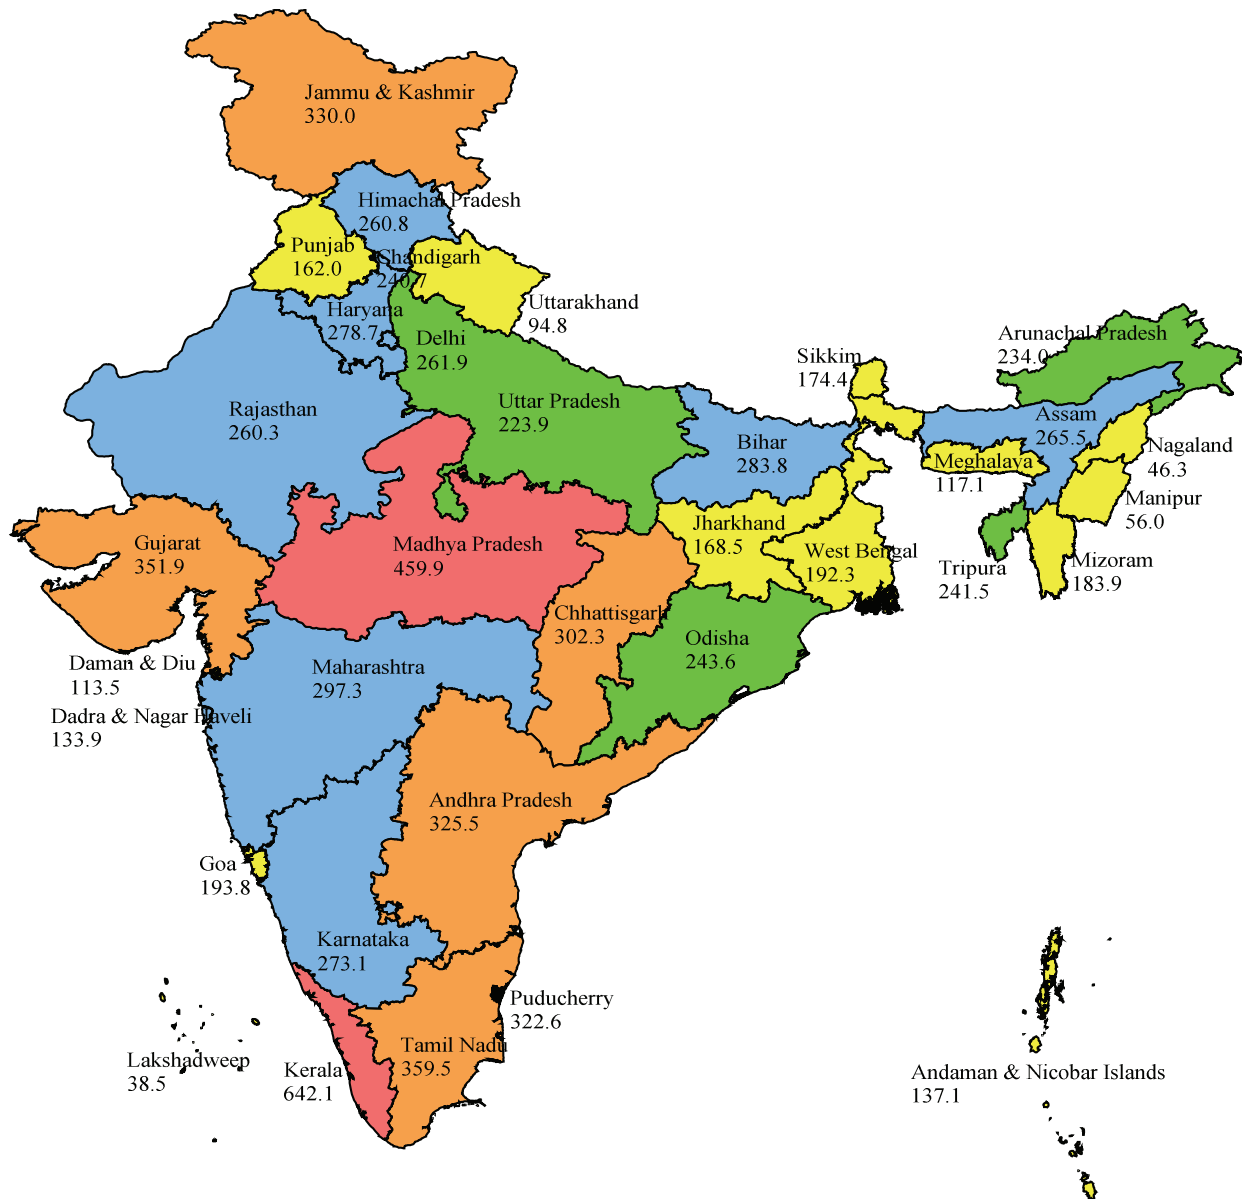 Jammu & Kashmir
330.0
Himachal Pradesh
260.8
Punjab
162.0
Chandigarh
240.7
Uttarakhand
94.8
Haryana
278.7
Delhi
261.9
Arunachal Pradesh
234.0
Sikkim
174.4
Rajasthan
260.3
Uttar Pradesh
223.9
Bihar
283.8
Assam
265.5
Nagaland
46.3
Meghalaya
117.1
Manipur
56.0
Jharkhand
168.5
West Bengal
192.3
Tripura
241.5
Mizoram
183.9
Gujarat
351.9
Madhya Pradesh
459.9
Chhattisgarh
302.3
Odisha
243.6
Daman & Diu
113.5
Maharashtra
297.3
Dadra & Nagar Haveli
133.9
Andhra Pradesh
325.5
Goa
193.8
Karnataka
273.1
Puducherry
322.6
Lakshadweep
38.5
Kerala
642.1
Tamil Nadu
359.5
Andaman & Nicobar Islands
137.1